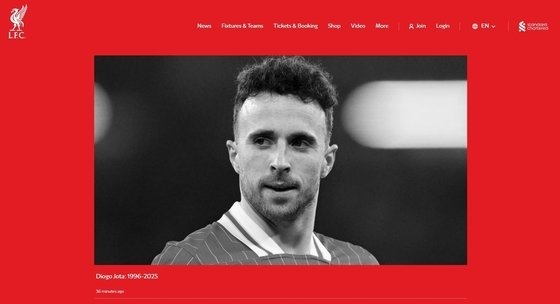 L.F.C.
News Fixtures & Teams Tickets & Booking Shop Video More Join Login EN standard chartered
Diogo Jota: 1996-2025
36 minutes ago